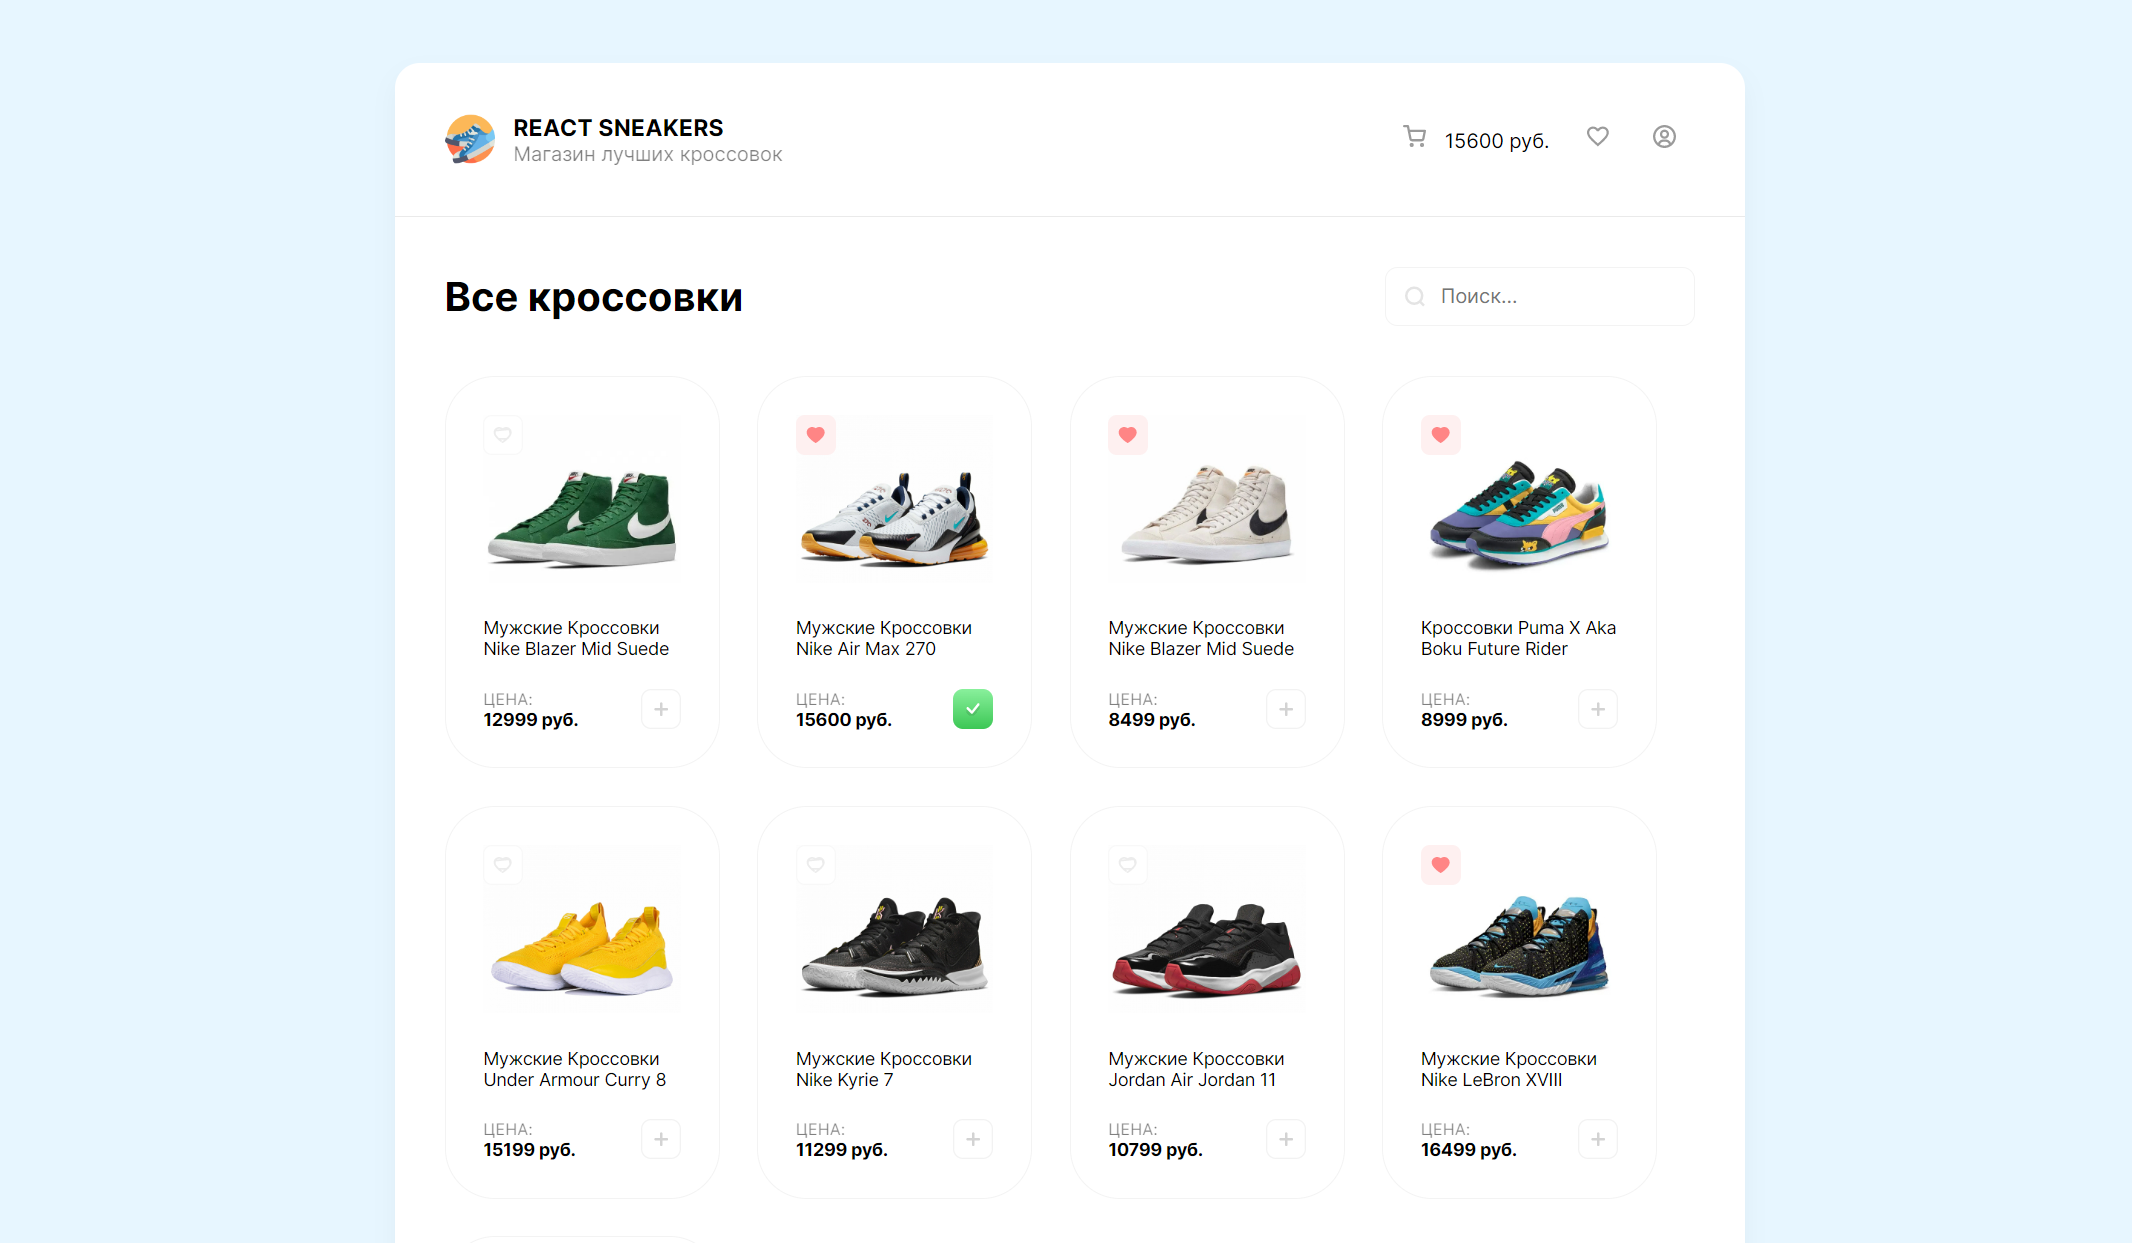 REACT SNEAKERS
Магазин лучших кроссовок
15600 руб.
Все кроссовки
Поиск...
Мужские Кроссовки
Nike Blazer Mid Suede
ЦЕНА:
12999 руб.
Мужские Кроссовки
Nike Air Max 270
ЦЕНА:
15600 руб.
Мужские Кроссовки
Nike Blazer Mid Suede
ЦЕНА:
8499 руб.
Кроссовки Puma X Aka
Boku Future Rider
ЦЕНА:
8999 руб.
Мужские Кроссовки
Under Armour Curry 8
ЦЕНА:
15199 руб.
Мужские Кроссовки
Nike Kyrie 7
ЦЕНА:
11299 руб.
Мужские Кроссовки
Jordan Air Jordan 11
ЦЕНА:
10799 руб.
Мужские Кроссовки
Nike LeBron XVIII
ЦЕНА:
16499 руб.